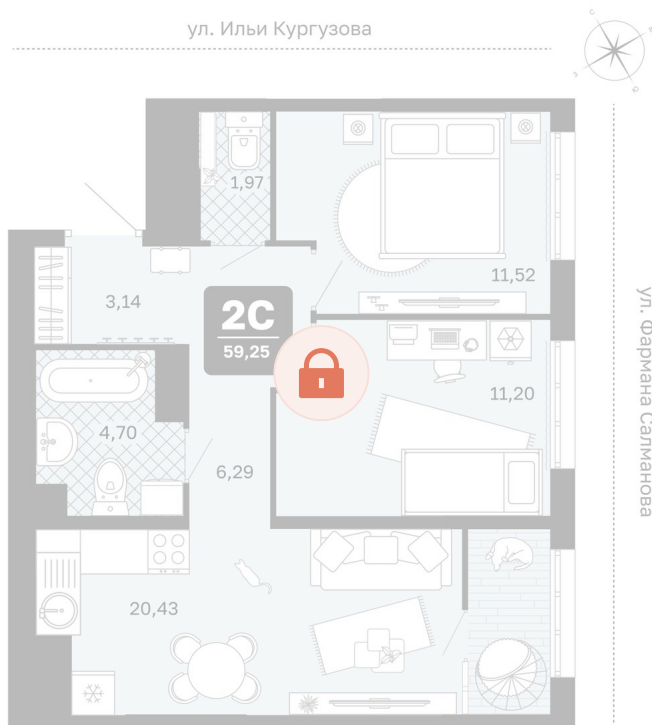 ул. Ильи Кургузова
С
З
Ю
1,97
11,52
3,14
2С
59,25
11,20
4,70
6,29
20,43
ул. Фармана Салманова